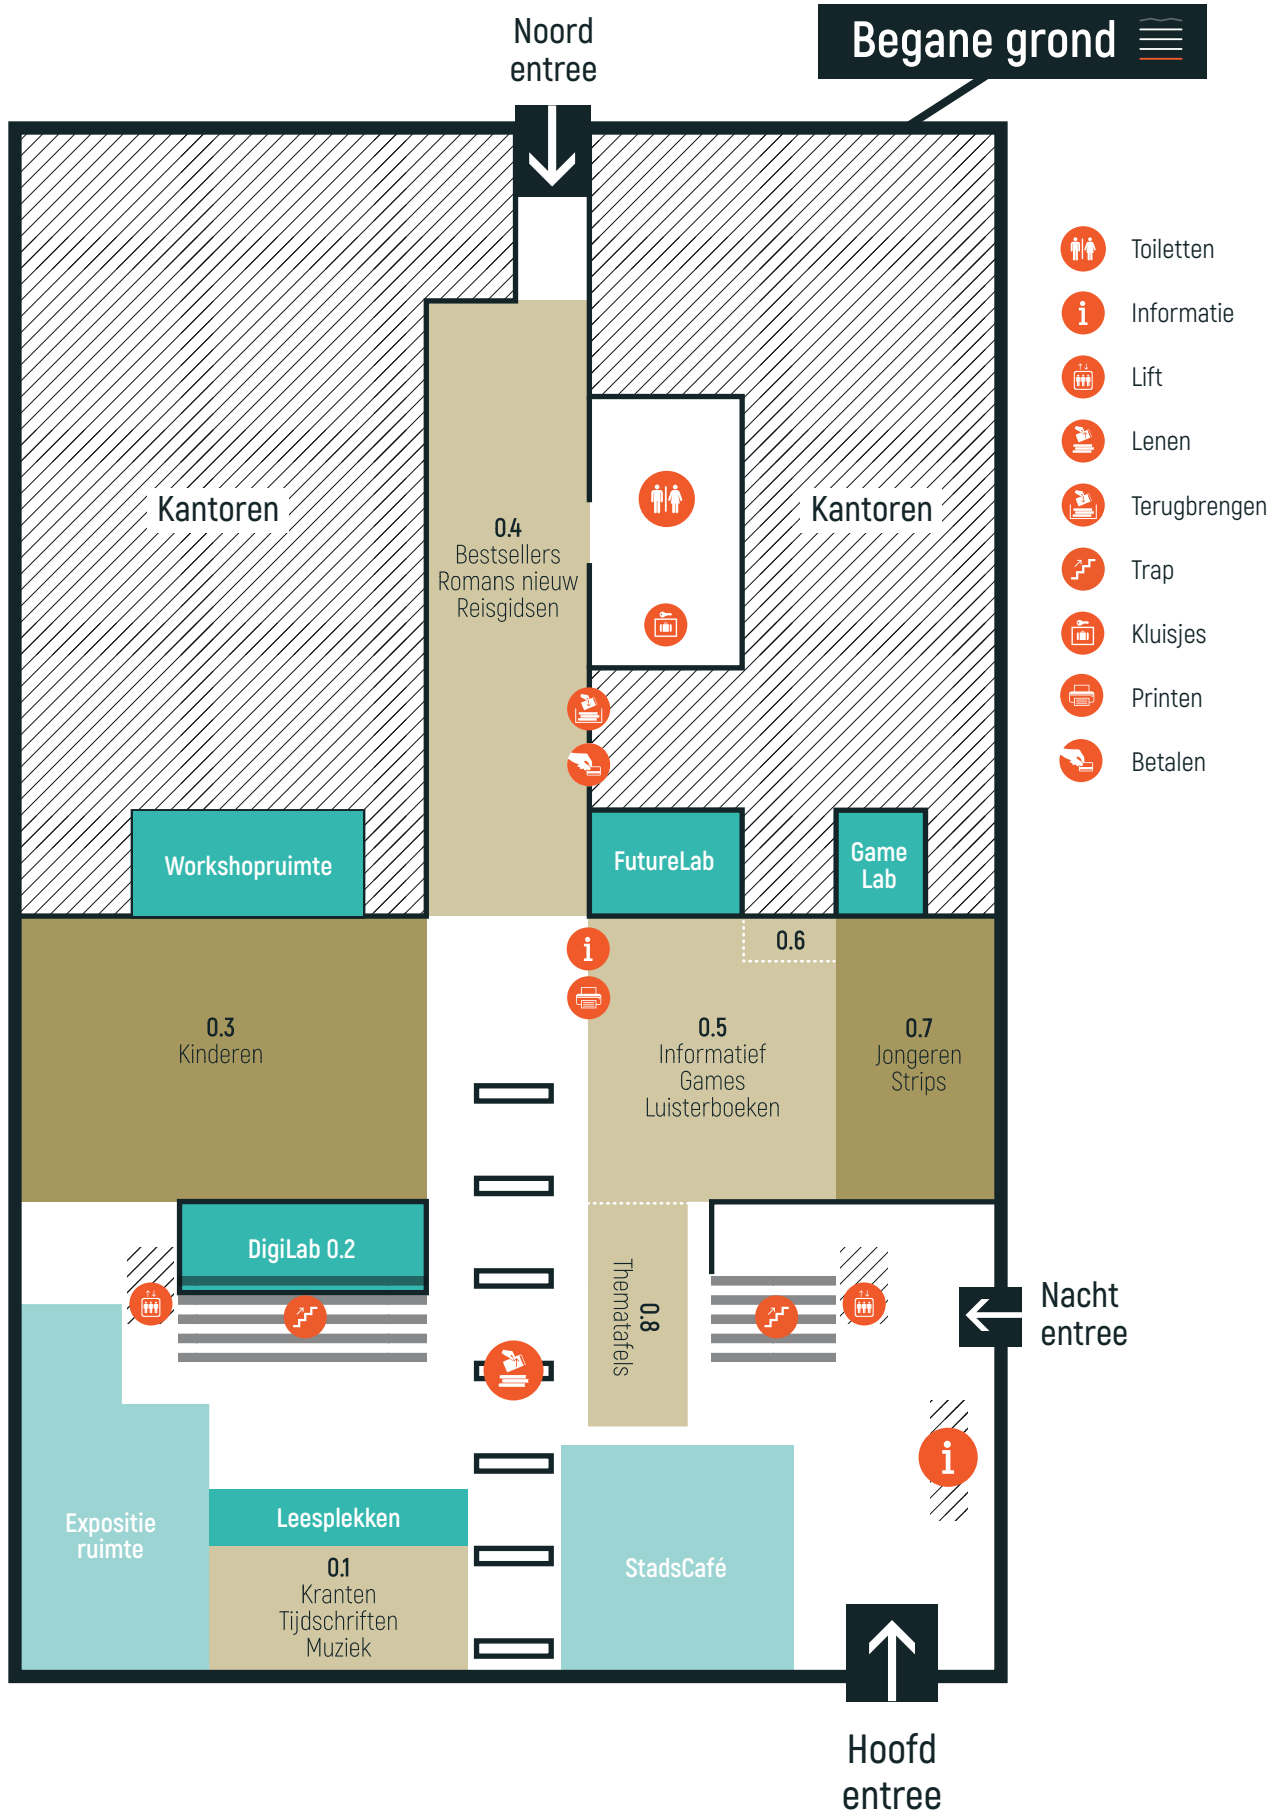 Noord
entree
Begane grond
Toiletten
Informatie
Lift
Lenen
Terugbrengen
Trap
Kluisjes
Printen
Betalen
Kantoren
Kantoren
0.4
Bestsellers
Romans nieuw
Reisgidsen
Workshopruimte
FutureLab
Game
Lab
0.6
0.3
Kinderen
0.5
Informatief
Games
Luisterboeken
0.7
Jongeren
Strips
DigiLab 0.2
0.8
Thematafels
Nacht
entree
Expositie
ruimte
Leesplekken
0.1
Kranten
Tijdschriften
Muziek
StadsCafé
Hoofd
entree